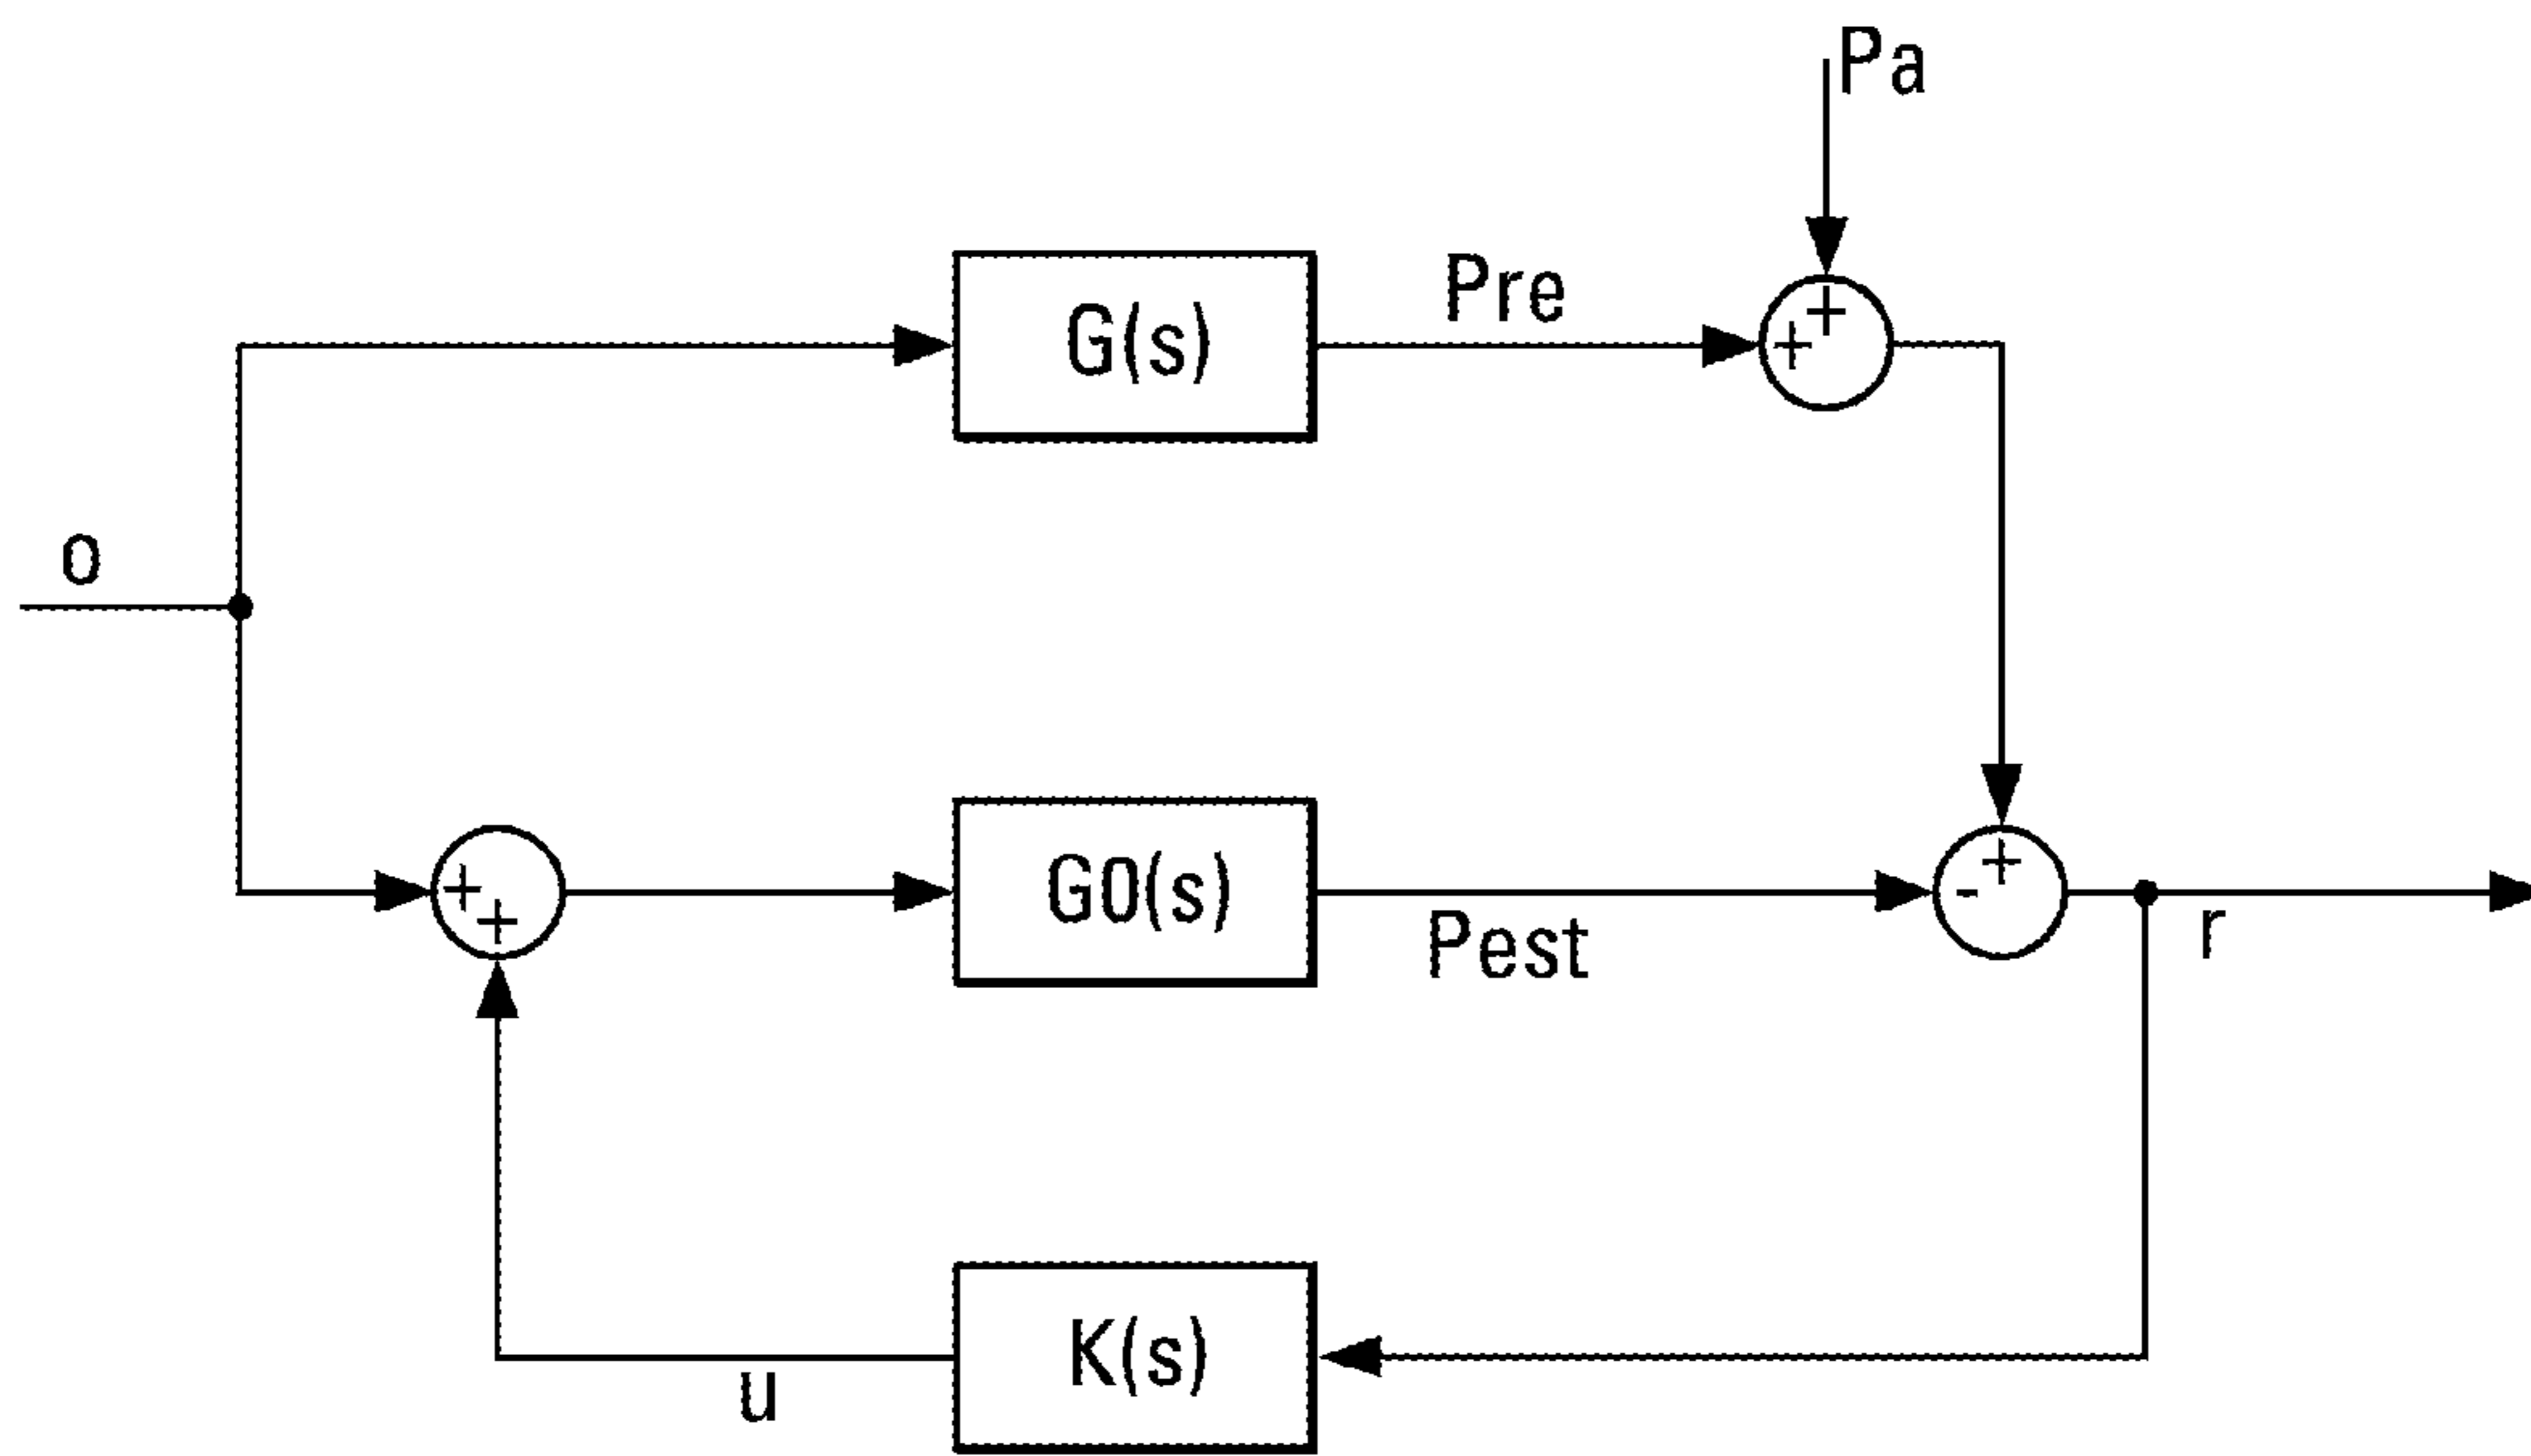 Pa
Pre
+
+
G(s)
o
+
+
G0(s)
+
-
Pest
r
K(s)
u